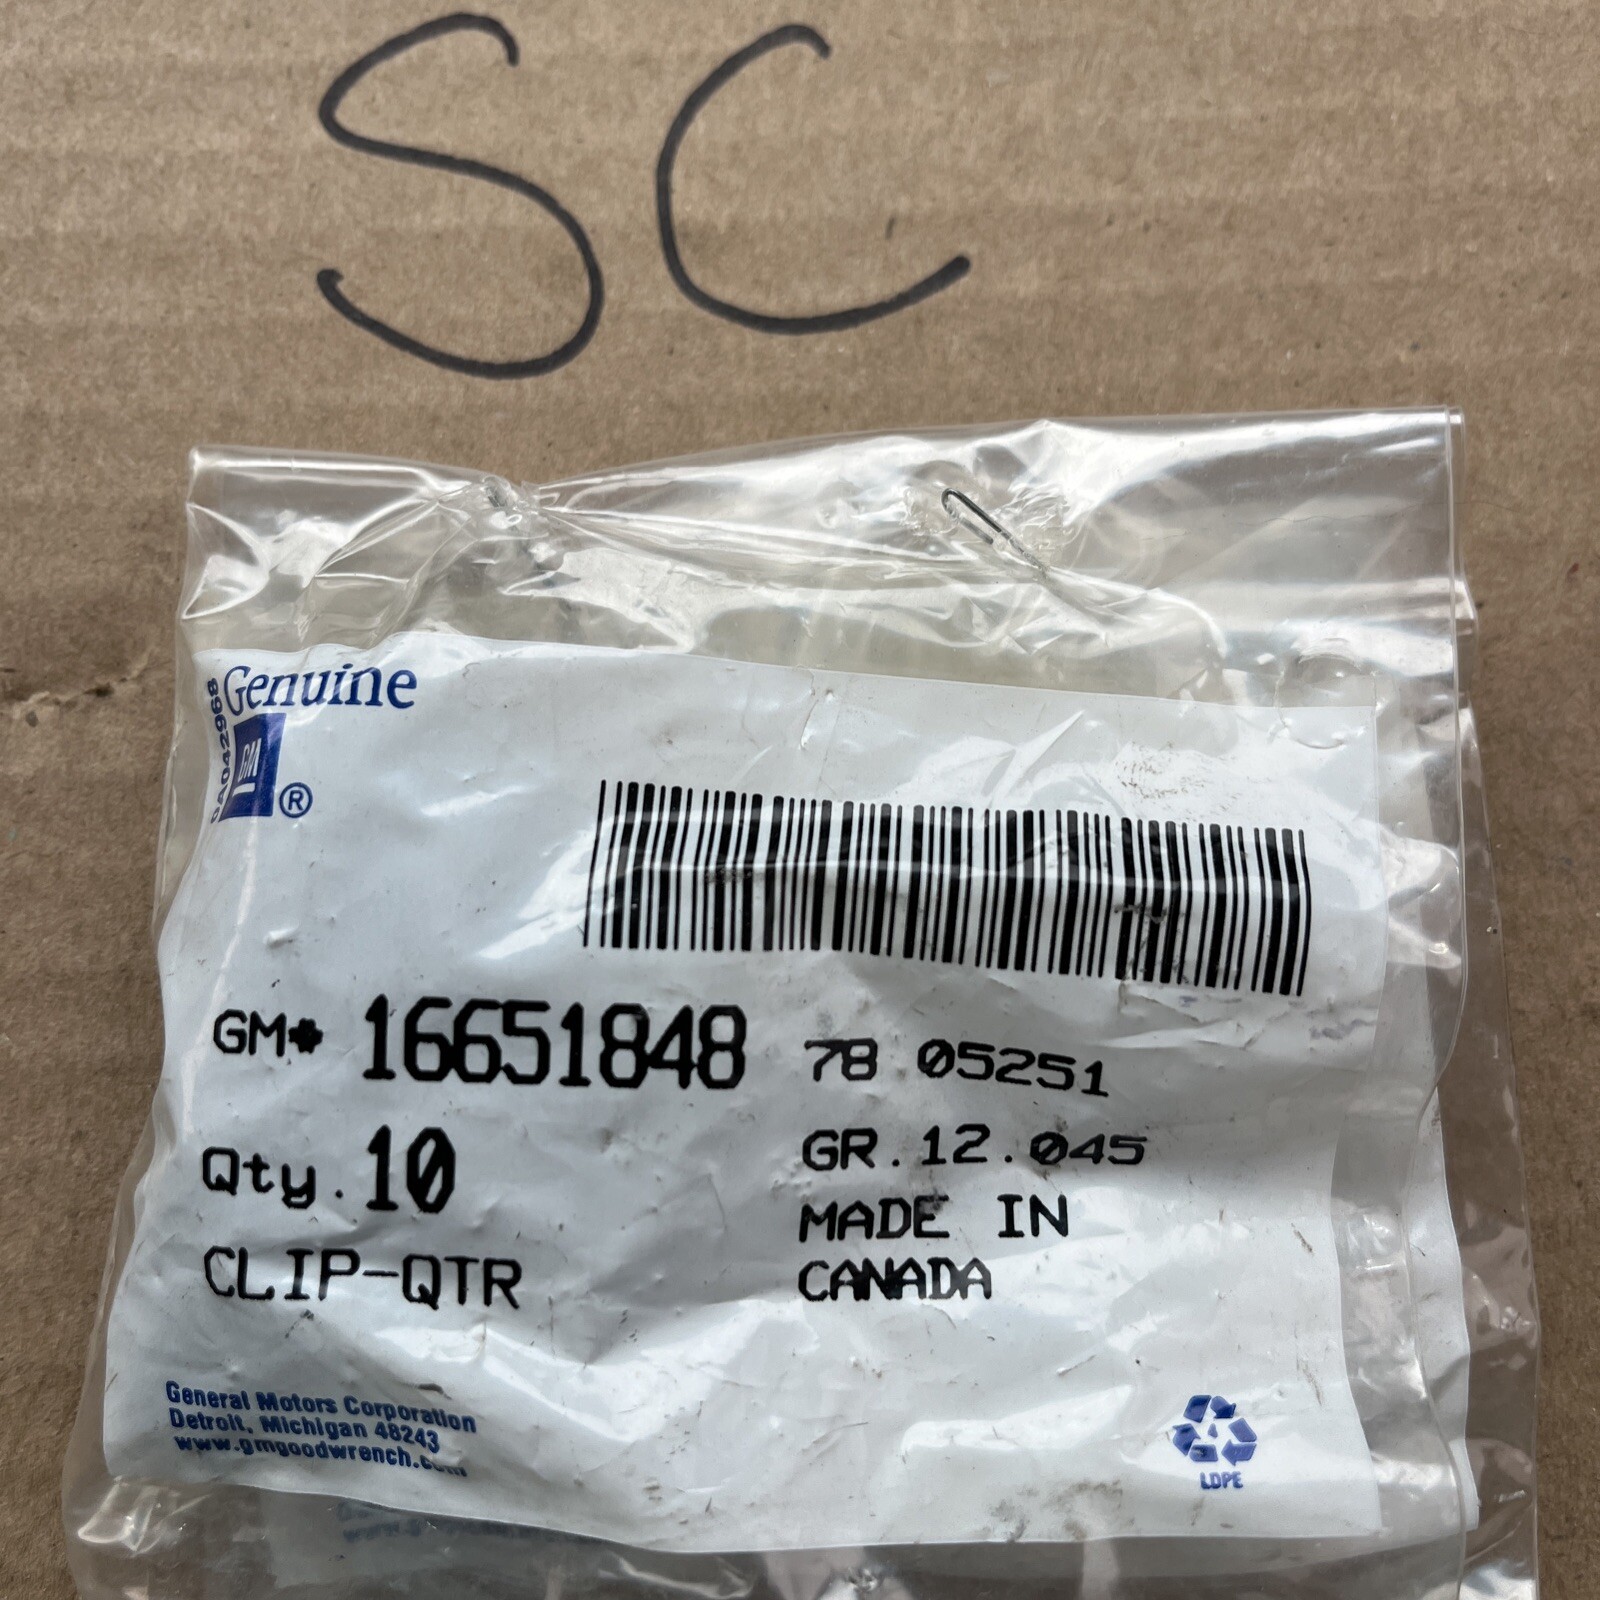 SC
Genuine
GM ®
GM# 16651848
78 05251
Qty. 10
GR. 12.045
CLIP-QTR
MADE IN
CANADA
General Motors Corporation
Detroit, Michigan 48243
www.gmgoodwrench.com
LDPE